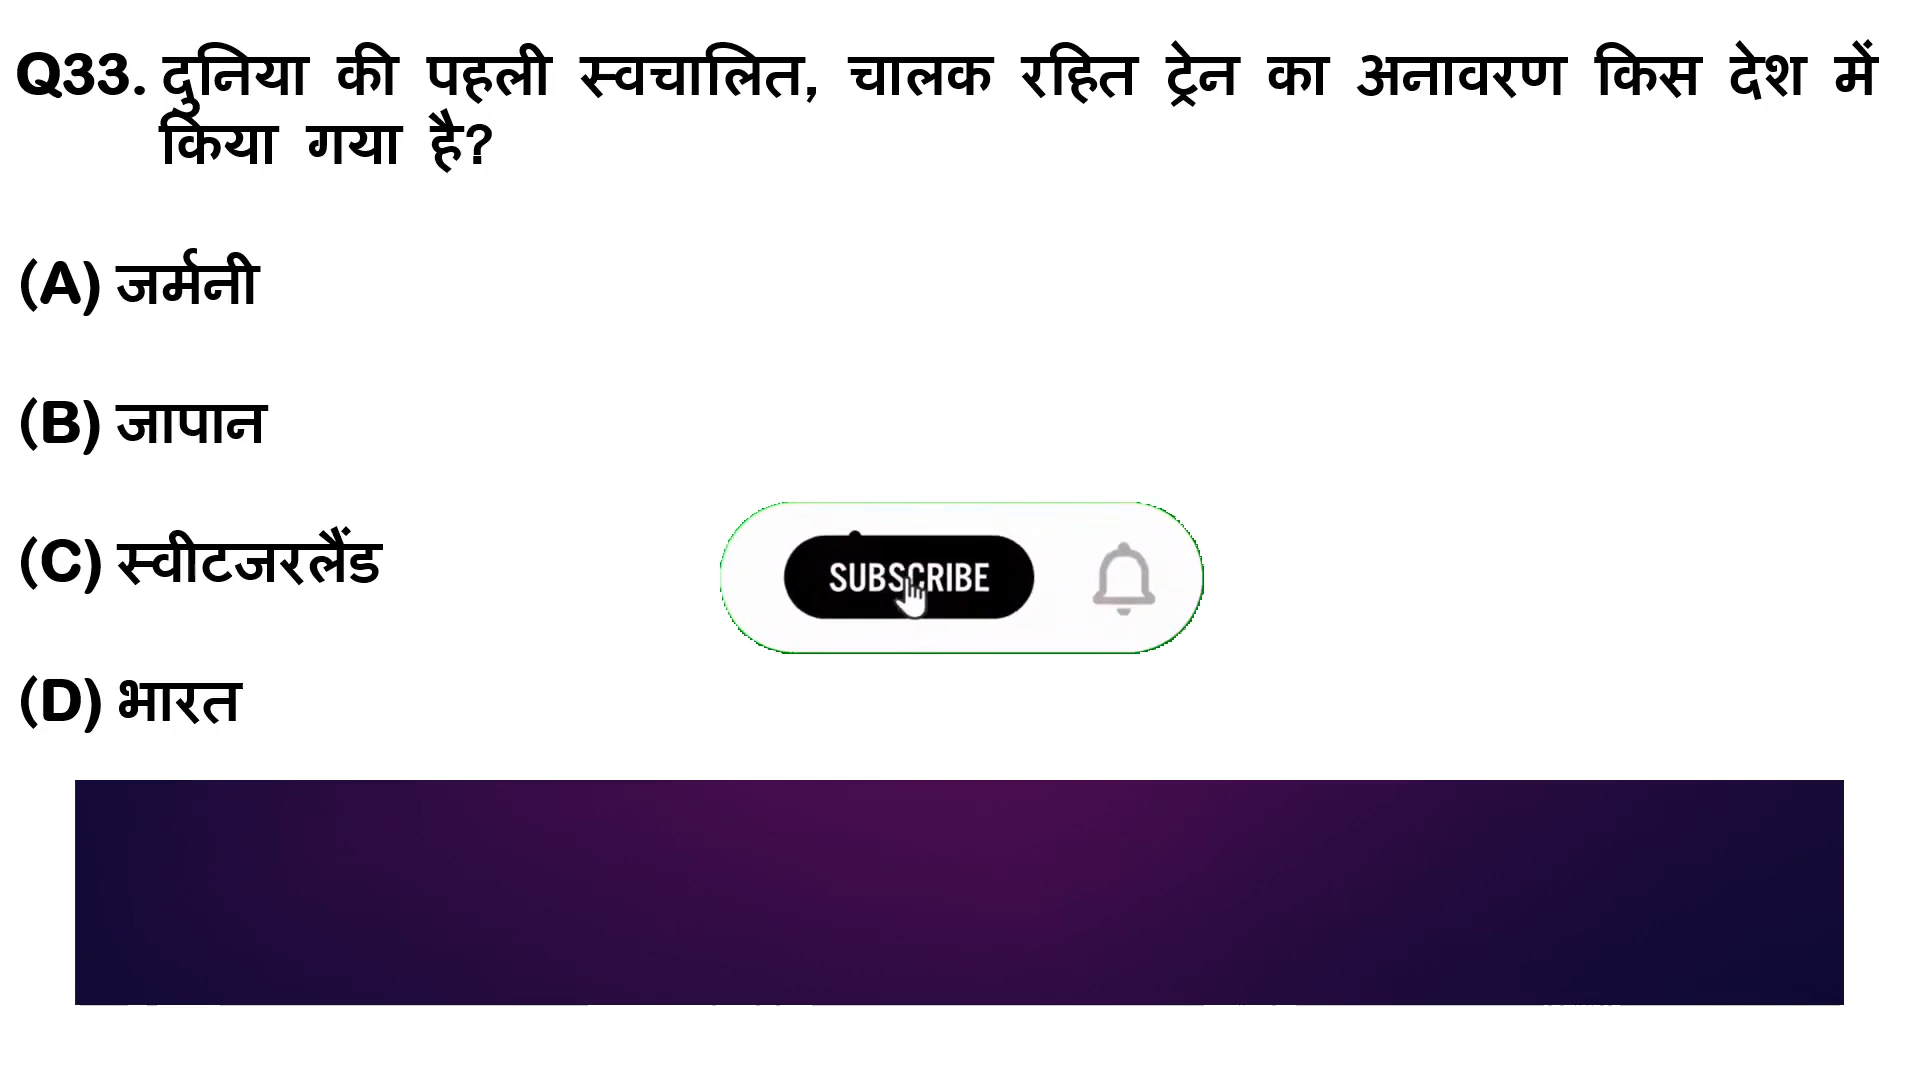 Q33. दुनिया की पहली स्वचालित, चालक रहित ट्रेन का अनावरण किस देश में
किया गया है?
(A) जर्मनी
(B) जापान
(C) स्वीटजरलैंड
SUBSCRIBE
(D) भारत